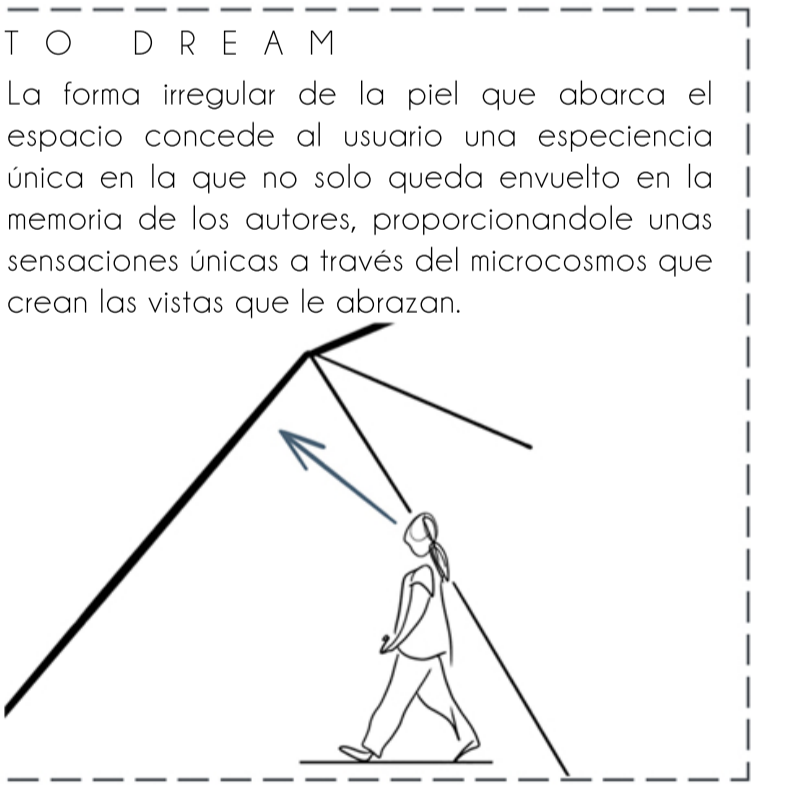 TO DREAM
La forma irregular de la piel que abarca el
espacio concede al usuario una especiencia
única en la que no solo queda envuelto en la
memoria de los autores, proporcionandole unas
sensaciones únicas a través del microcosmos que
crean las vistas que le abrazan.